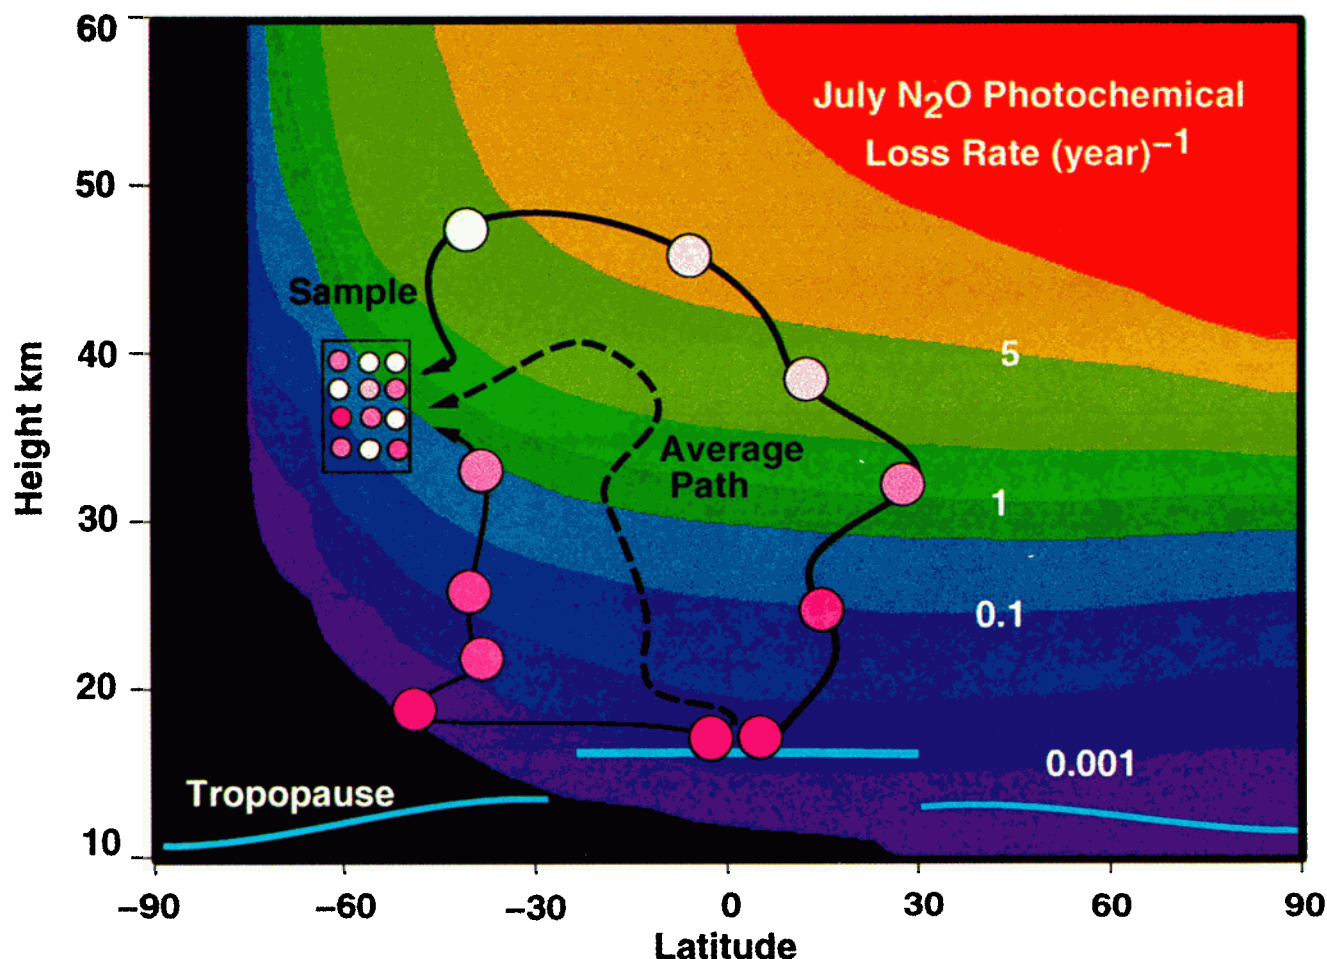 60
July N2O Photochemical
Loss Rate (year)−1
50
Sample
40
5
Average
Path
1
30
0.1
20
0.001
Tropopause
10
−90 −60 −30 0 30 60 90
Latitude
Height km